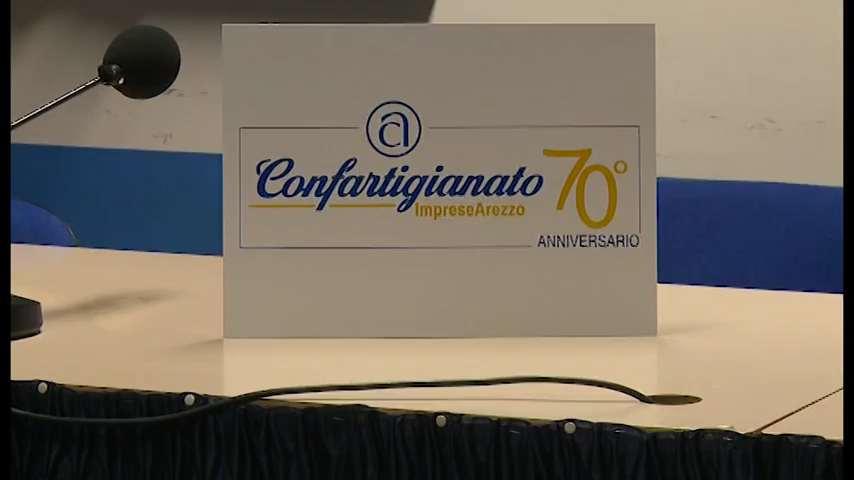 a
Confartigianato
ImpreseArezzo
70°
ANNIVERSARIO